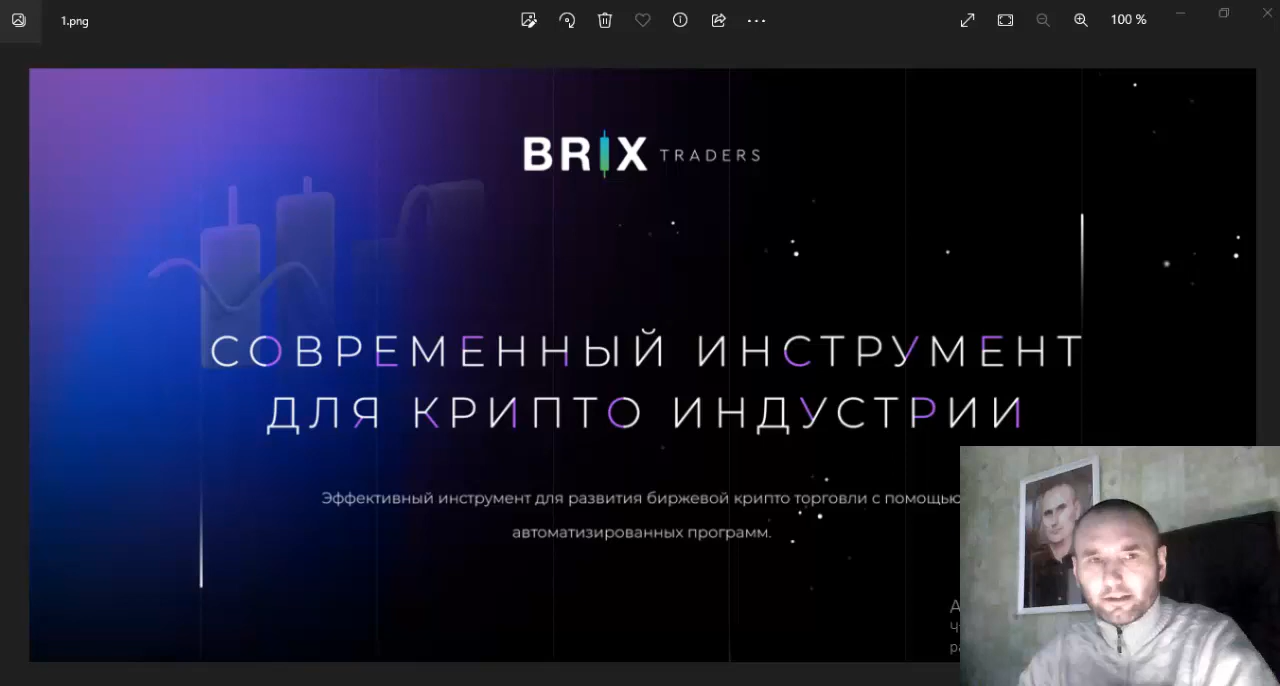 1.png
100 %
BRIX TRADERS
СОВРЕМЕННЫЙ ИНСТРУМЕНТ
ДЛЯ КРИПТО ИНДУСТРИИ
Эффективный инструмент для развития биржевой крипто торговли с помощью
автоматизированных программ.